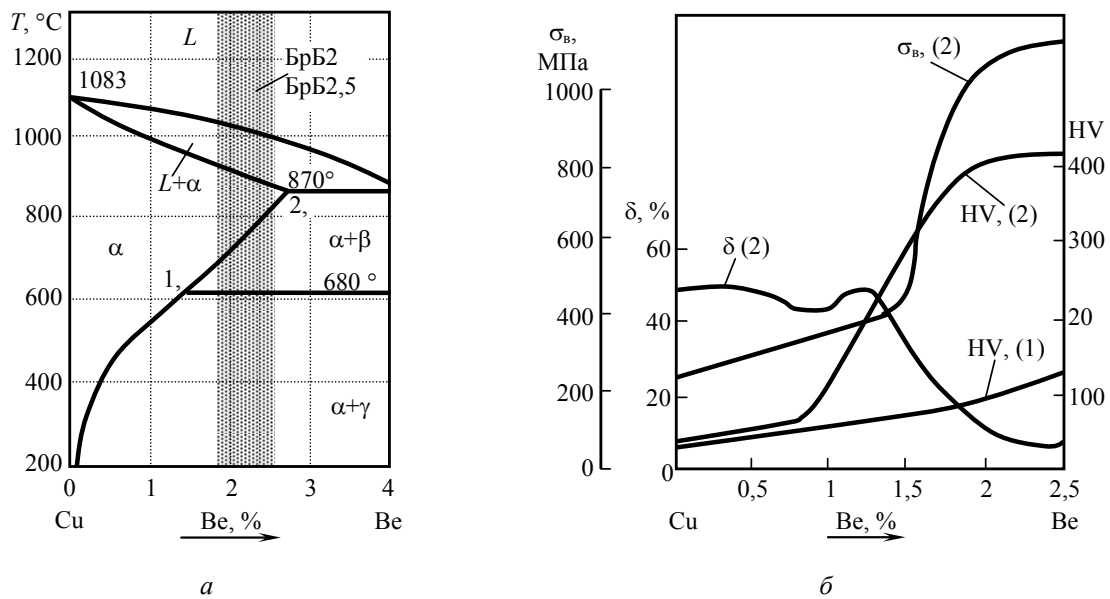 T, °C
1200
1000
800
600
400
200
L
БрБ2
БрБ2,5
1083
L+α
870°
2,
α
α+β
1,
680 °
α+γ
0 1 2 3 4
Cu Be, % Be
а
σв,
МПа
1000
800
600
400
200
0
δ, %
60
40
20
0
σв, (2)
HV, (2)
δ (2)
HV, (1)
HV
400
300
20
100
0,5 1 1,5 2 2,5
Cu Be, % Be
б